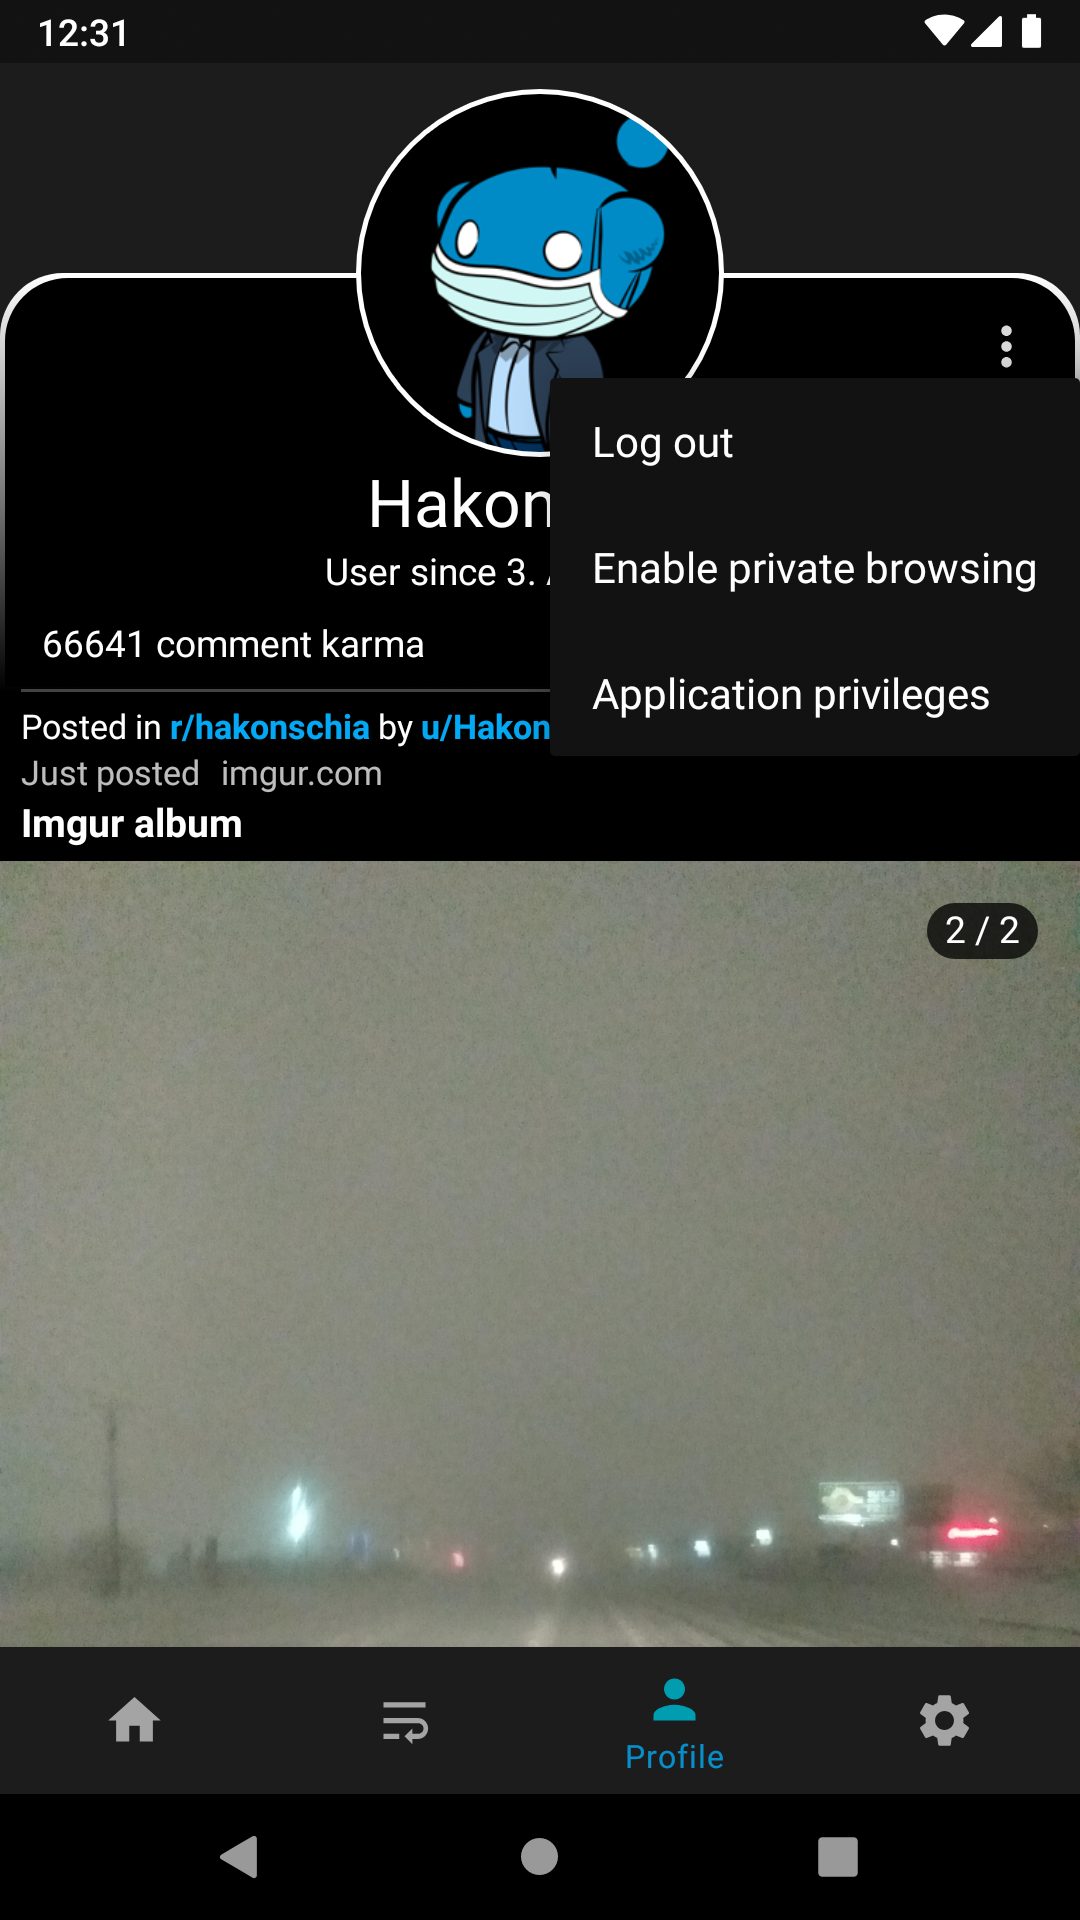 12:31
Log out
Hakon
Enable private browsing
User since 3.
66641 comment karma
Application privileges
Posted in r/hakonschia by u/Hakon
Just posted imgur.com
Imgur album
2 / 2
Profile